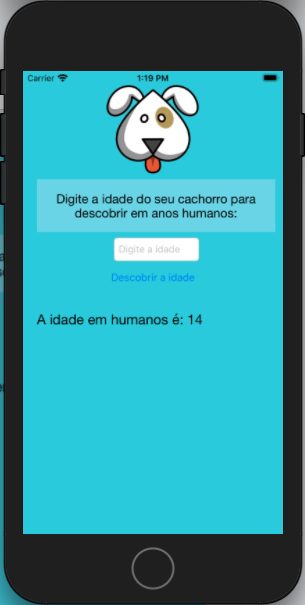 Carrier 1:19 PM
Digite a idade do seu cachorro para
descobrir em anos humanos:
Digite a idade
Descobrir a idade
A idade em humanos é: 14